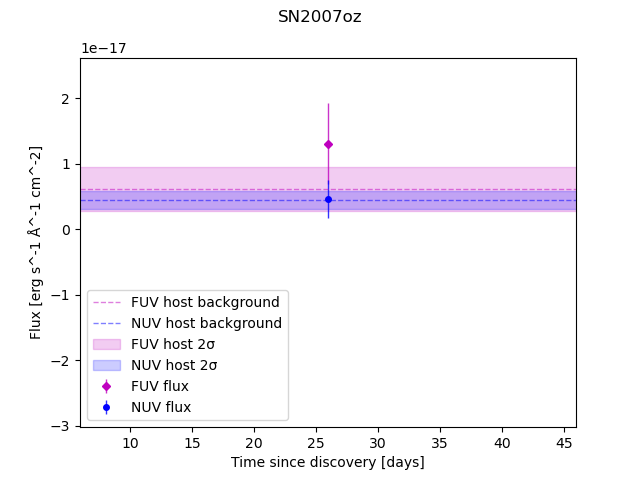 SN2007oz
1e−17
2
1
0
−1
−2
−3
Flux [erg s^-1 Å^-1 cm^-2]
FUV host background
NUV host background
FUV host 2σ
NUV host 2σ
FUV flux
NUV flux
10 15 20 25 30 35 40 45
Time since discovery [days]